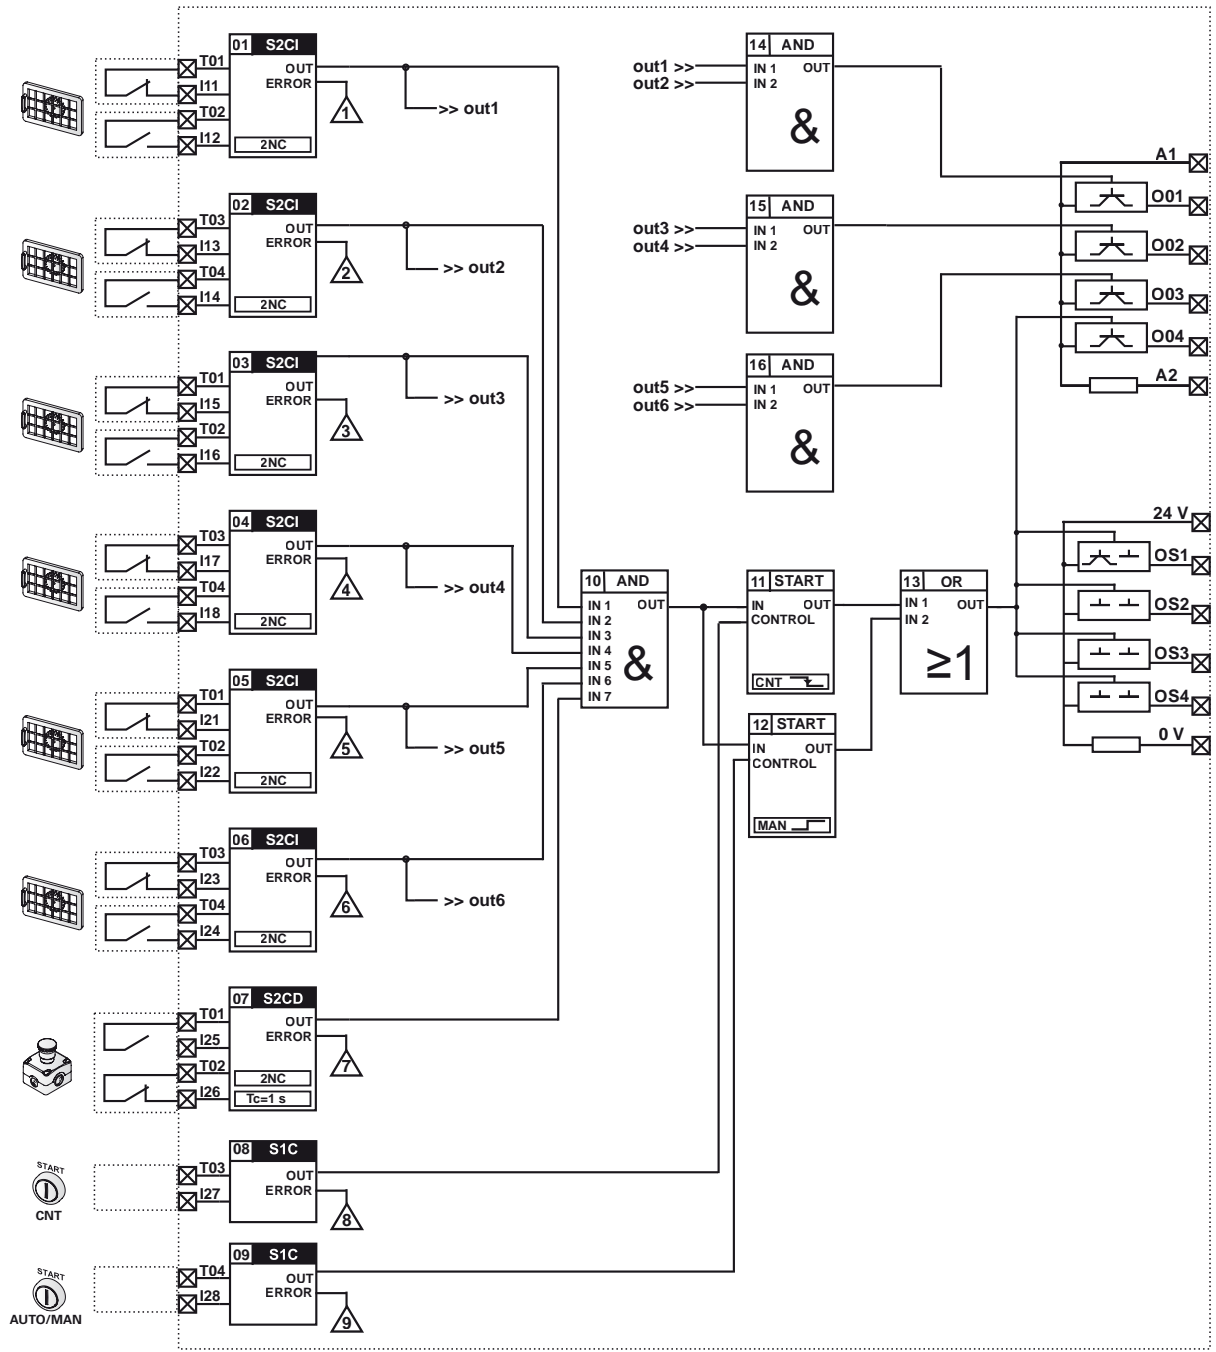 01 S2CI
T01
I11
T02
I12
OUT
ERROR
2NC
1
>> out1
02 S2CI
T03
I13
T04
I14
OUT
ERROR
2NC
2
>> out2
03 S2CI
T01
I15
T02
I16
OUT
ERROR
2NC
3
>> out3
04 S2CI
T03
I17
T04
I18
OUT
ERROR
2NC
4
>> out4
05 S2CI
T01
I21
T02
I22
OUT
ERROR
2NC
5
>> out5
06 S2CI
T03
I23
T04
I24
OUT
ERROR
2NC
6
>> out6
07 S2CD
T01
I25
T02
I26
OUT
ERROR
2NC
Tc=1 s
7
START
CNT
08 S1C
T03
I27
OUT
ERROR
8
START
AUTO/MAN
09 S1C
T04
I28
OUT
ERROR
9
10 AND
IN 1 OUT
IN 2
IN 3
IN 4
IN 5
IN 6
IN 7
&
11 START
IN OUT
CONTROL
CNT
12 START
IN OUT
CONTROL
MAN
13 OR
IN 1 OUT
IN 2
≥1
14 AND
out1 >> IN 1 OUT
out2 >> IN 2
&
15 AND
out3 >> IN 1 OUT
out4 >> IN 2
&
16 AND
out5 >> IN 1 OUT
out6 >> IN 2
&
A1
O01
O02
O03
O04
A2
24 V
OS1
OS2
OS3
OS4
0 V